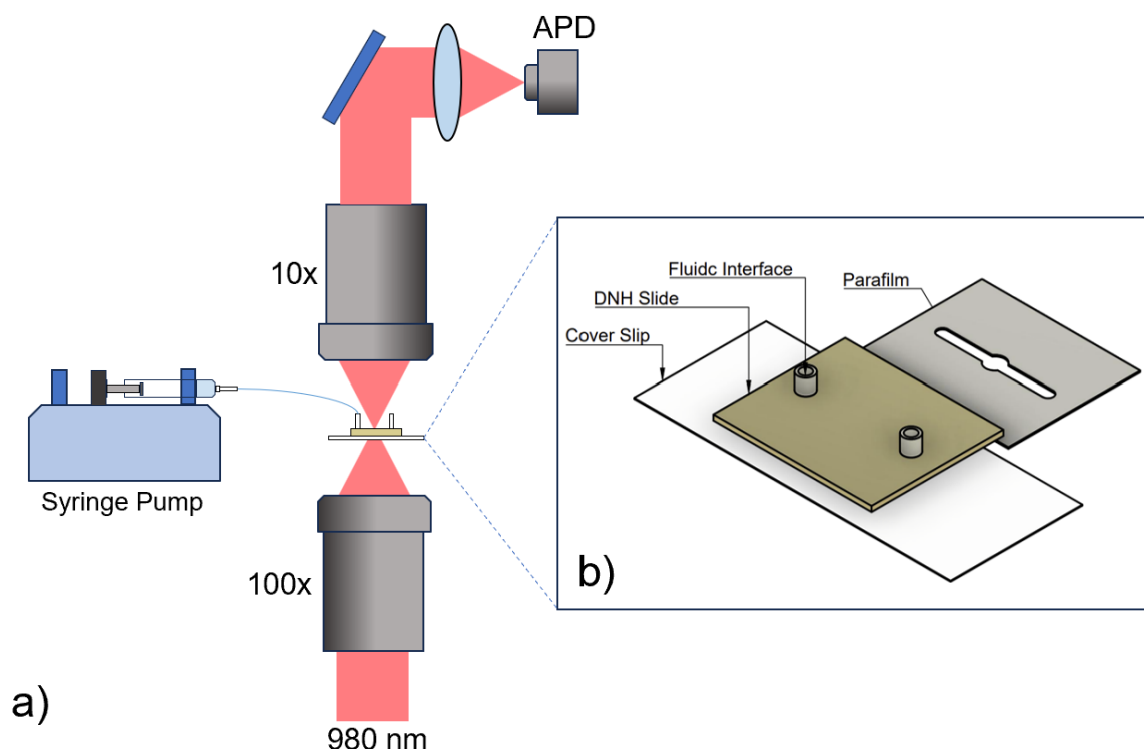 APD
10x
Fluidc Interface
DNH Slide
Cover Slip
Parafilm
Syringe Pump
100x
b)
a)
980 nm